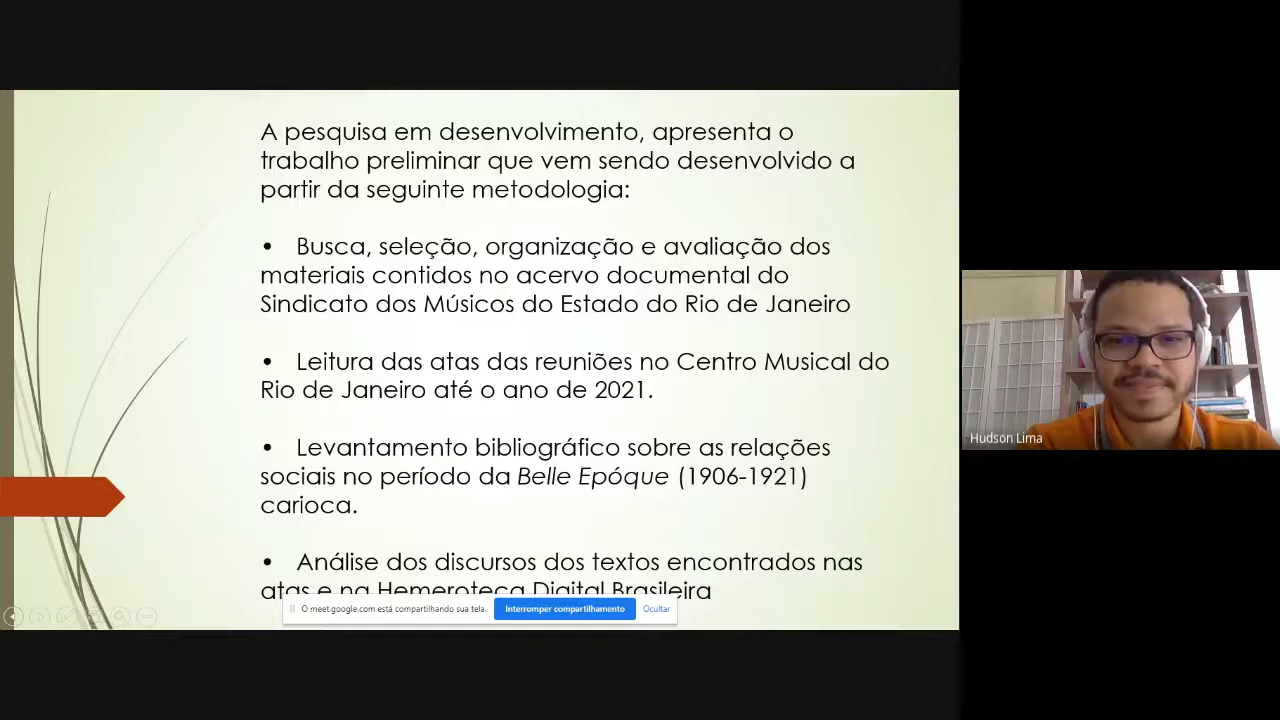 A pesquisa em desenvolvimento, apresenta o
trabalho preliminar que vem sendo desenvolvido a
partir da seguinte metodologia:
• Busca, seleção, organização e avaliação dos
materiais contidos no acervo documental do
Sindicato dos Músicos do Estado do Rio de Janeiro
• Leitura das atas das reuniões no Centro Musical do
Rio de Janeiro até o ano de 2021.
• Levantamento bibliográfico sobre as relações
sociais no período da Belle Epóque (1906-1921)
carioca.
• Análise dos discursos dos textos encontrados nas
atas e na Hemeroteca Digital Brasileira
O meet.google.com está compartilhando sua tela.
Interromper compartilhamento
Ocultar
Hudson Lima